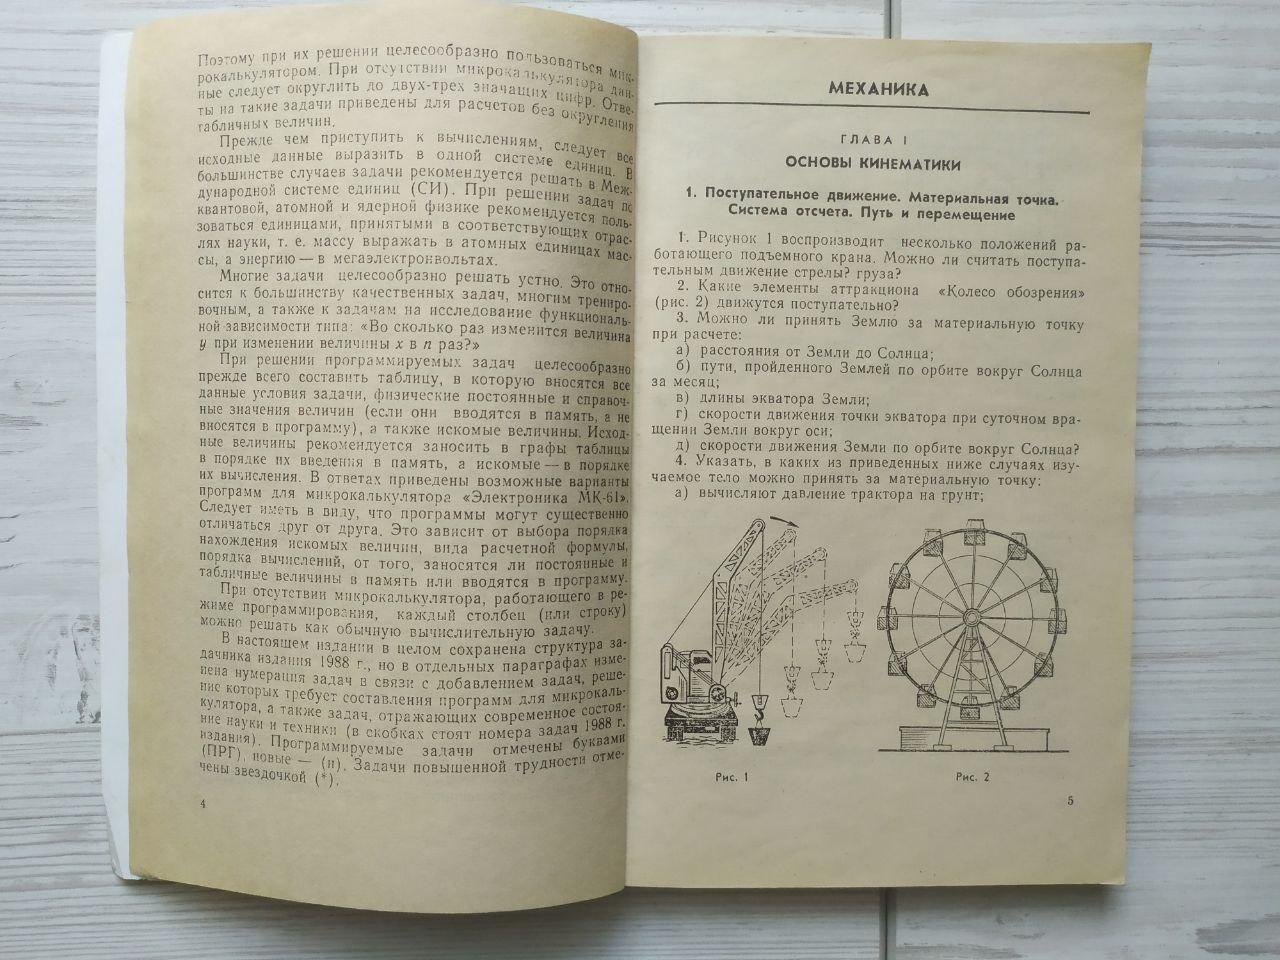 Поэтому при их решении целесообразно пользоваться мик-
рокалькулятором. При отсутствии микрокалькулятора дан-
ные следует округлить до двух-трех значащих цифр. Отве-
ты на такие задачи приведены для расчетов без округления
табличных величин.
Прежде чем приступить к вычислениям, следует все
исходные данные выразить в одной системе единиц. В
большинстве случаев задачи рекомендуется решать в Меж-
дународной системе единиц (СИ). При решении задач по
квантовой, атомной и ядерной физике рекомендуется поль-
зоваться единицами, принятыми в соответствующих отрас-
лях науки, т. е. массу выражать в атомных единицах мас-
сы, а энергию — в мегаэлектронвольтах.
Многие задачи целесообразно решать устно. Это отно-
сится к большинству качественных задач, многим трениро-
вочным, а также к задачам на исследование функциональ-
ной зависимости типа: «Во сколько раз изменится величина
y при изменении величины x в n раз?»
При решении программируемых задач целесообразно
прежде всего составить таблицу, в которую вносятся все
данные условия задачи, физические постоянные и справоч-
ные значения величин (если они вводятся в память, а не
вносятся в программу), а также искомые величины. Исход-
ные величины рекомендуется заносить в графы таблицы
в порядке их введения в память, а искомые — в порядке
их вычисления. В ответах приведены возможные варианты
программ для микрокалькулятора «Электроника МК-61».
Следует иметь в виду, что программы могут существенно
отличаться друг от друга. Это зависит от выбора порядка
нахождения искомых величин, вида расчетной формулы,
порядка вычислений, от того, заносятся ли постоянные и
табличные величины в память или вводятся в программу.
При отсутствии микрокалькулятора, работающего в ре-
жиме программирования, каждый столбец (или строку)
можно решать как обычную вычислительную задачу.
В настоящем издании в целом сохранена структура за-
дачника издания 1988 г., но в отдельных параграфах изме-
нена нумерация задач в связи с добавлением задач, реше-
ние которых требует составления программ для микрокаль-
кулятора, а также задач, отражающих современное состоя-
ние науки и техники (в скобках стоят номера задач 1988 г.
издания). Программируемые задачи отмечены буквами
(ПРГ), новые — (н). Задачи повышенной трудности отме-
чены звездочкой (*).
4
МЕХАНИКА
ГЛАВА I
ОСНОВЫ КИНЕМАТИКИ
1. Поступательное движение. Материальная точка.
Система отсчета. Путь и перемещение
1. Рисунок 1 воспроизводит несколько положений ра-
ботающего подъемного крана. Можно ли считать поступа-
тельным движение стрелы? груза?
2. Какие элементы аттракциона «Колесо обозрения»
(рис. 2) движутся поступательно?
3. Можно ли принять Землю за материальную точку
при расчете:
а) расстояния от Земли до Солнца;
б) пути, пройденного Землей по орбите вокруг Солнца
за месяц;
в) длины экватора Земли;
г) скорости движения точки экватора при суточном вра-
щении Земли вокруг оси;
д) скорости движения Земли по орбите вокруг Солнца?
4. Указать, в каких из приведенных ниже случаях изу-
чаемое тело можно принять за материальную точку:
а) вычисляют давление трактора на грунт;
Рис. 1
Рис. 2
5